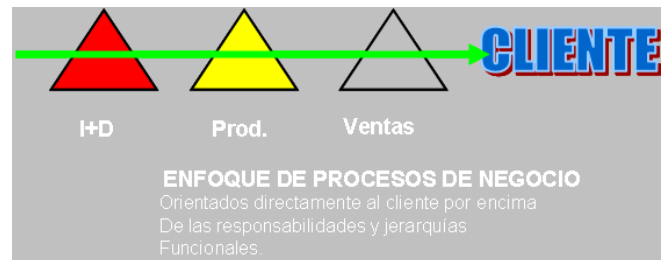 CLIENTE
I+D Prod. Ventas
ENFOQUE DE PROCESOS DE NEGOCIO
Orientados directamente al cliente por encima
De las responsabilidades y jerarquías
Funcionales.